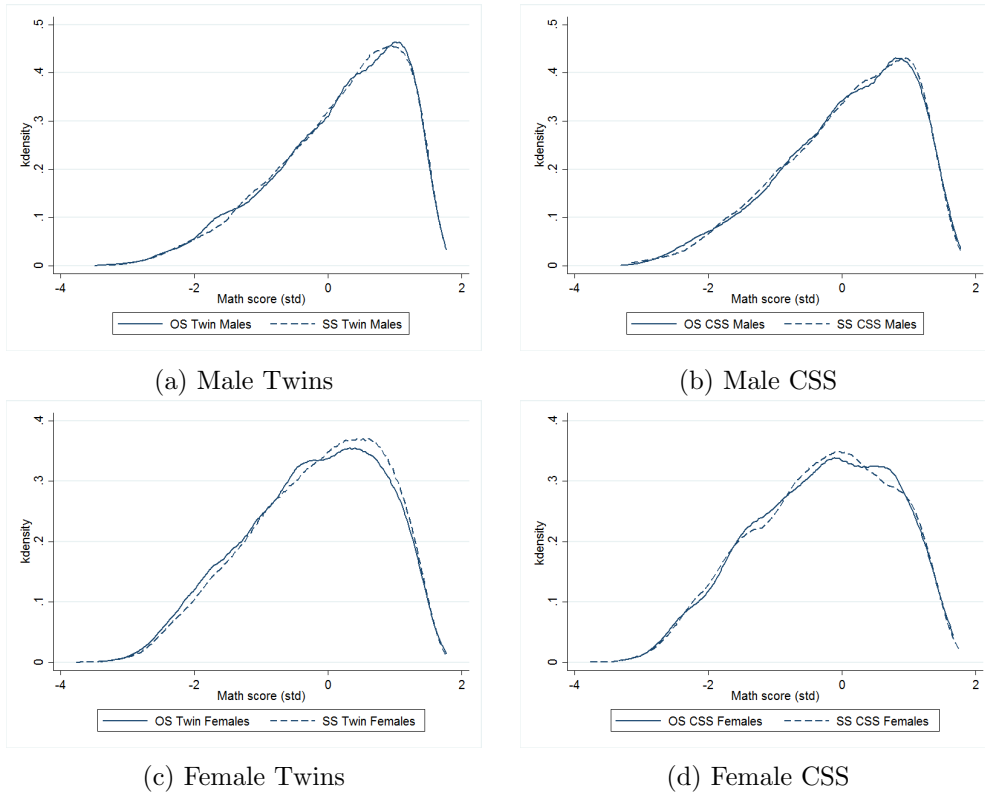 .5
.4
.3
.2
.1
0
kdensity
-4 -2 0 2
Math score (std)
OS Twin Males SS Twin Males
(a) Male Twins
.5
.4
.3
.2
.1
0
kdensity
-4 -2 0 2
Math score (std)
OS CSS Males SS CSS Males
(b) Male CSS
.4
.3
.2
.1
0
kdensity
-4 -2 0 2
Math score (std)
OS Twin Females SS Twin Females
(c) Female Twins
.4
.3
.2
.1
0
kdensity
-4 -2 0 2
Math score (std)
OS CSS Females SS CSS Females
(d) Female CSS